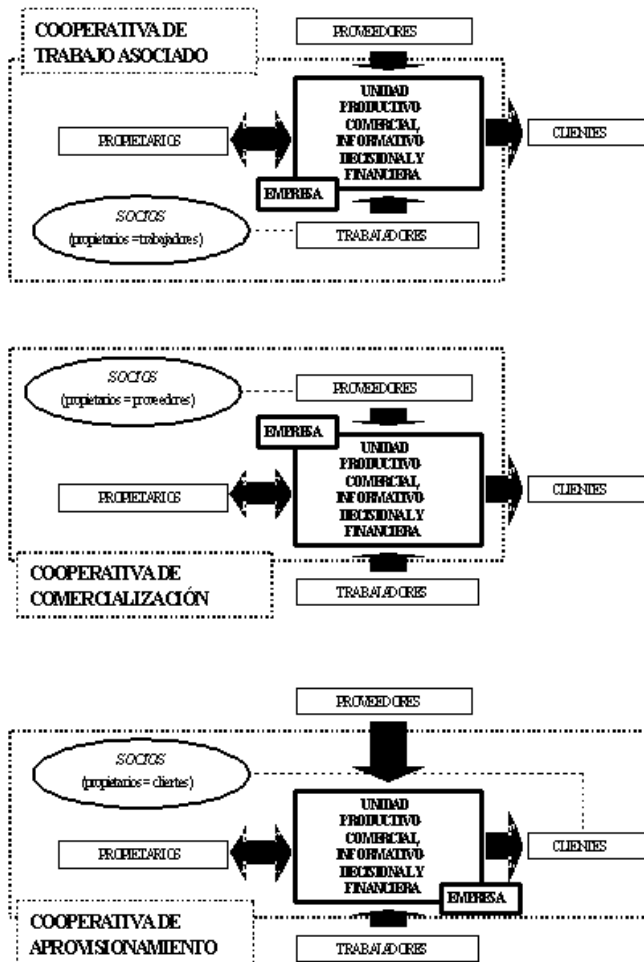 COOPERATIVA DE
TRABAJO ASOCIADO
PROVEEDORES
UNIDAD
PRODUCTIVO-
COMERCIAL,
INFORMATIVO-
DECISIONAL Y
FINANCIERA
PROPIETARIOS
CLIENTES
EMPRESA
SOCIOS
(propietarios = trabajadores)
TRABAJADORES
SOCIOS
(propietarios = proveedores)
PROVEEDORES
EMPRESA
UNIDAD
PRODUCTIVO-
COMERCIAL,
INFORMATIVO-
DECISIONAL Y
FINANCIERA
PROPIETARIOS
CLIENTES
COOPERATIVA DE
COMERCIALIZACIÓN
TRABAJADORES
PROVEEDORES
SOCIOS
(propietarios = clientes)
UNIDAD
PRODUCTIVO-
COMERCIAL,
INFORMATIVO-
DECISIONAL Y
FINANCIERA
PROPIETARIOS
CLIENTES
EMPRESA
COOPERATIVA DE
APROVISIONAMIENTO
TRABAJADORES